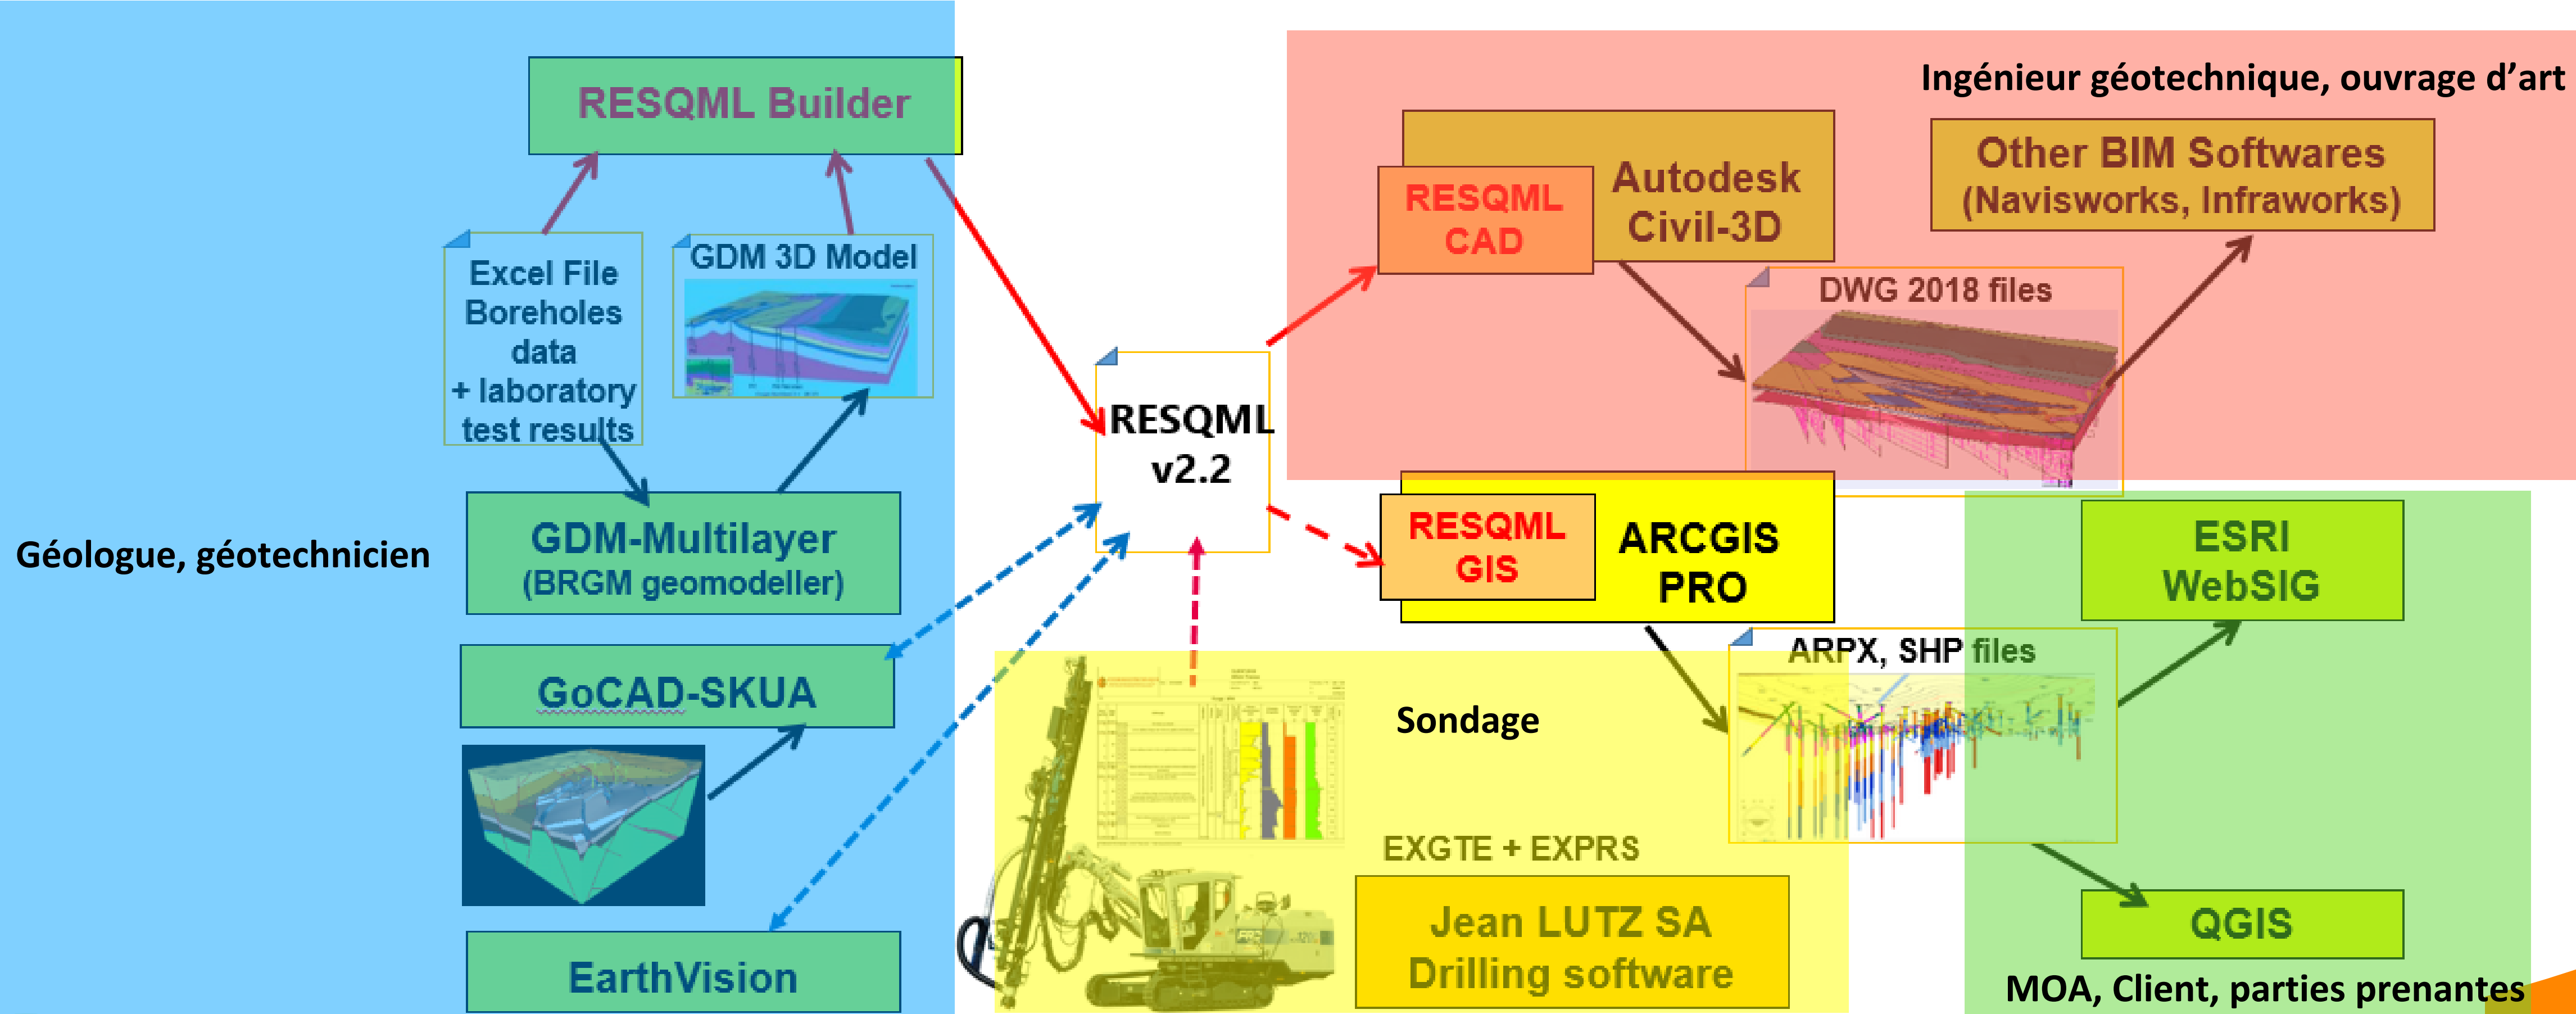 RESQML Builder
Excel File
Boreholes
data
+ laboratory
test results
GDM 3D Model
GDM-Multilayer
(BRGM geomodeller)
Géologue, géotechnicien
GoCAD-SKUA
EarthVision
RESQML
v2.2
Ingénieur géotechnique, ouvrage d’art
RESQML
CAD
Autodesk
Civil-3D
Other BIM Softwares
(Navisworks, Infraworks)
DWG 2018 files
RESQML
GIS
ARCGIS
PRO
ESRI
WebSIG
ARPX, SHP files
Sondage
EXGTE + EXPRS
Jean LUTZ SA
Drilling software
QGIS
MOA, Client, parties prenantes